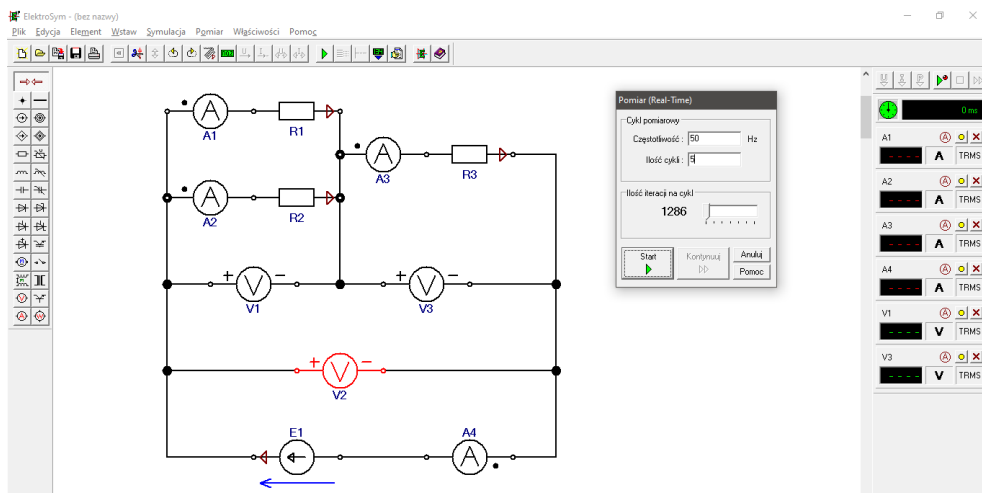 ElektroSym - (bez nazwy)
Plik Edycja Element Wstaw Symulacja Pomiar Właściwości Pomoc
0 ms
A1
A TRMS
A2
A TRMS
A3
A TRMS
A4
A TRMS
V1
V TRMS
V3
V TRMS
Pomiar (Real-Time)
Cykl pomiarowy
Częstotliwość : 50 Hz
Ilość cykli : 5
Ilość iteracji na cykl
1286
Start Kontynuuj Anuluj
Pomoc
A
A1
R1
A
A3
R3
A
A2
R2
+ V −
V1
+ V −
V3
+ V −
V2
E1
A4
A